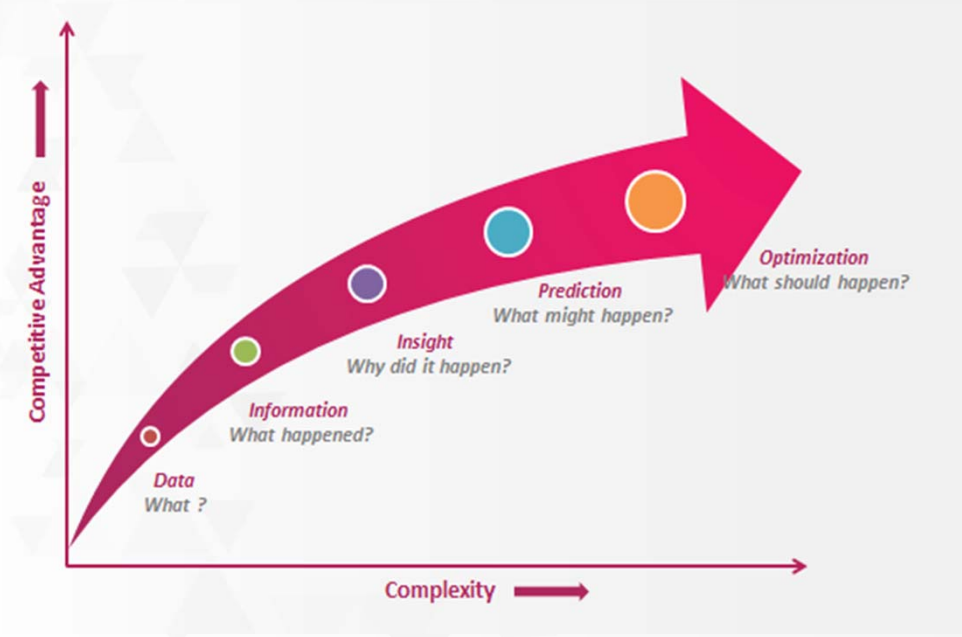 Competitive Advantage
Optimization
What should happen?
Prediction
What might happen?
Insight
Why did it happen?
Information
What happened?
Data
What ?
Complexity